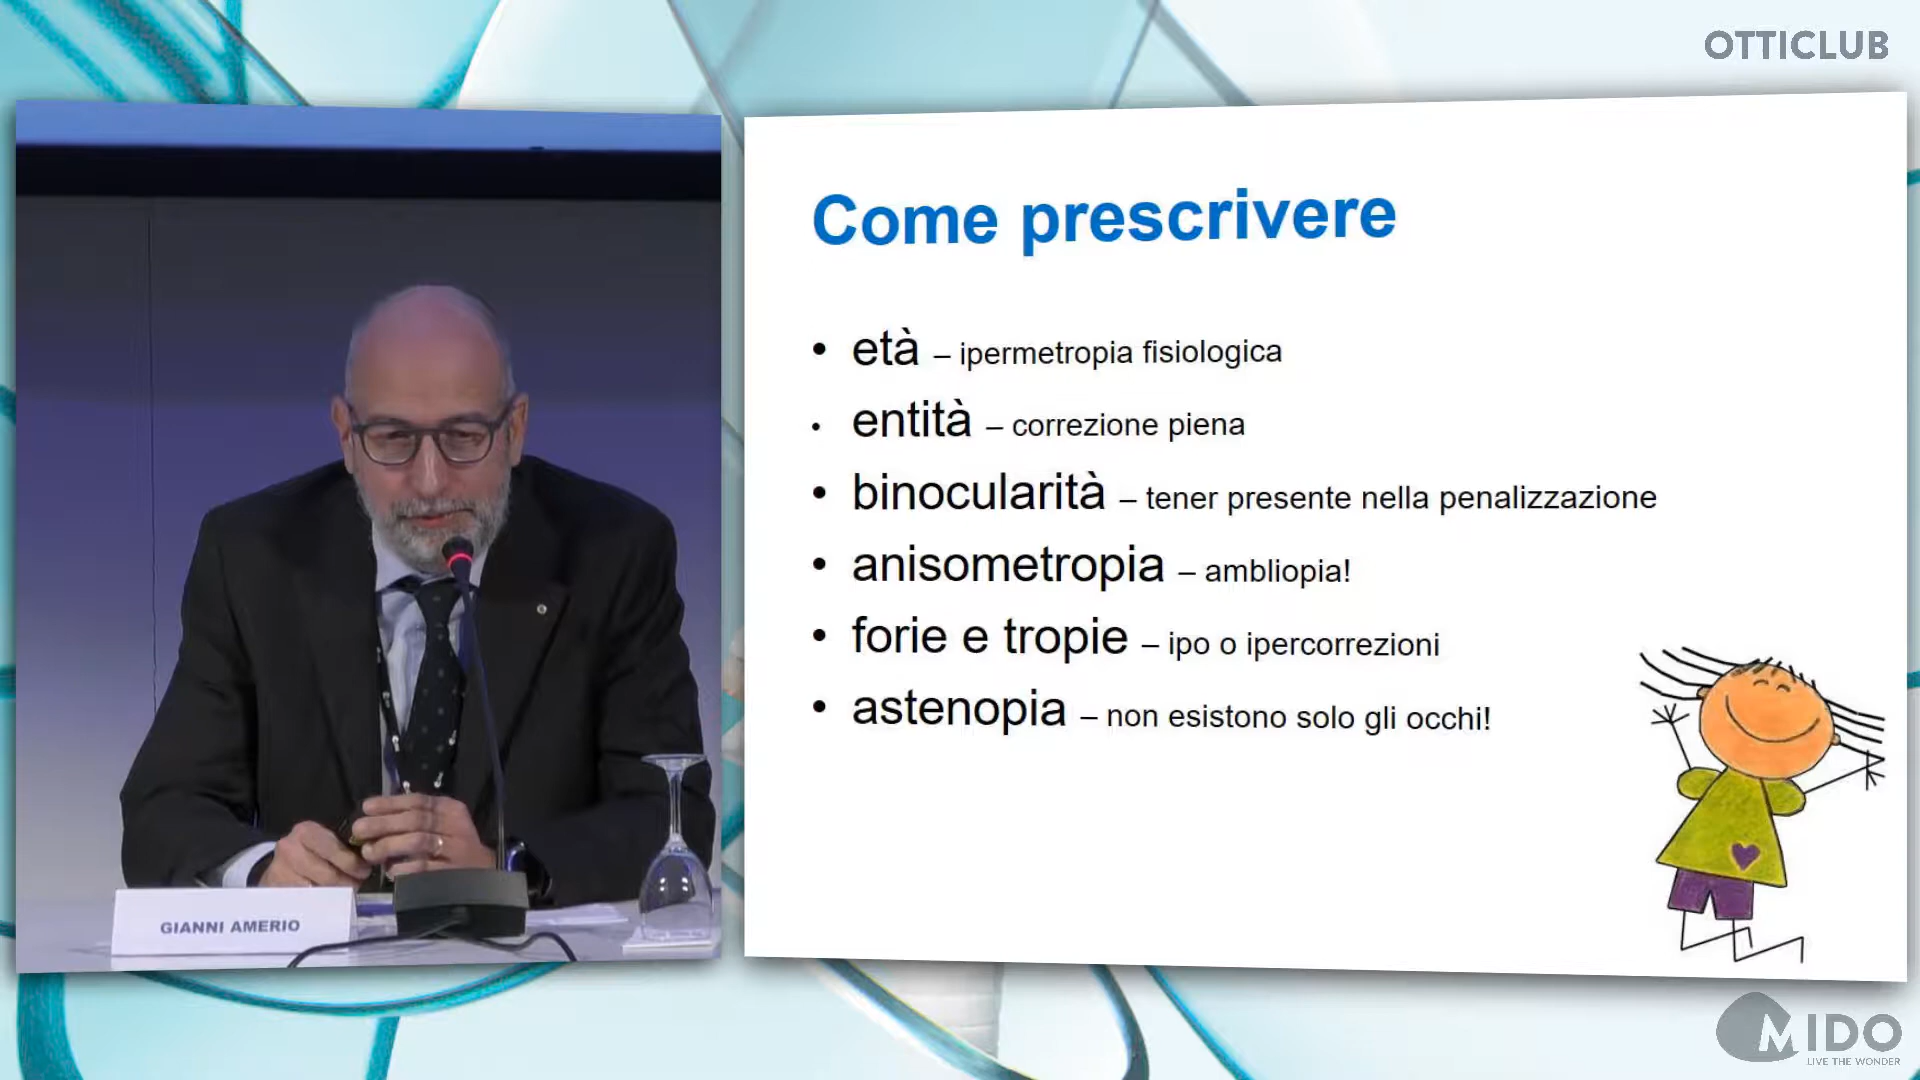 OTTICLUB
Come prescrivere
• età – ipermetropia fisiologica
• entità – correzione piena
• binocularità – tener presente nella penalizzazione
• anisometropia – ambliopia!
• forie e tropie – ipo o ipercorrezioni
• astenopia – non esistono solo gli occhi!
GIANNI AMERIO
MIDO
LIVE THE WONDER